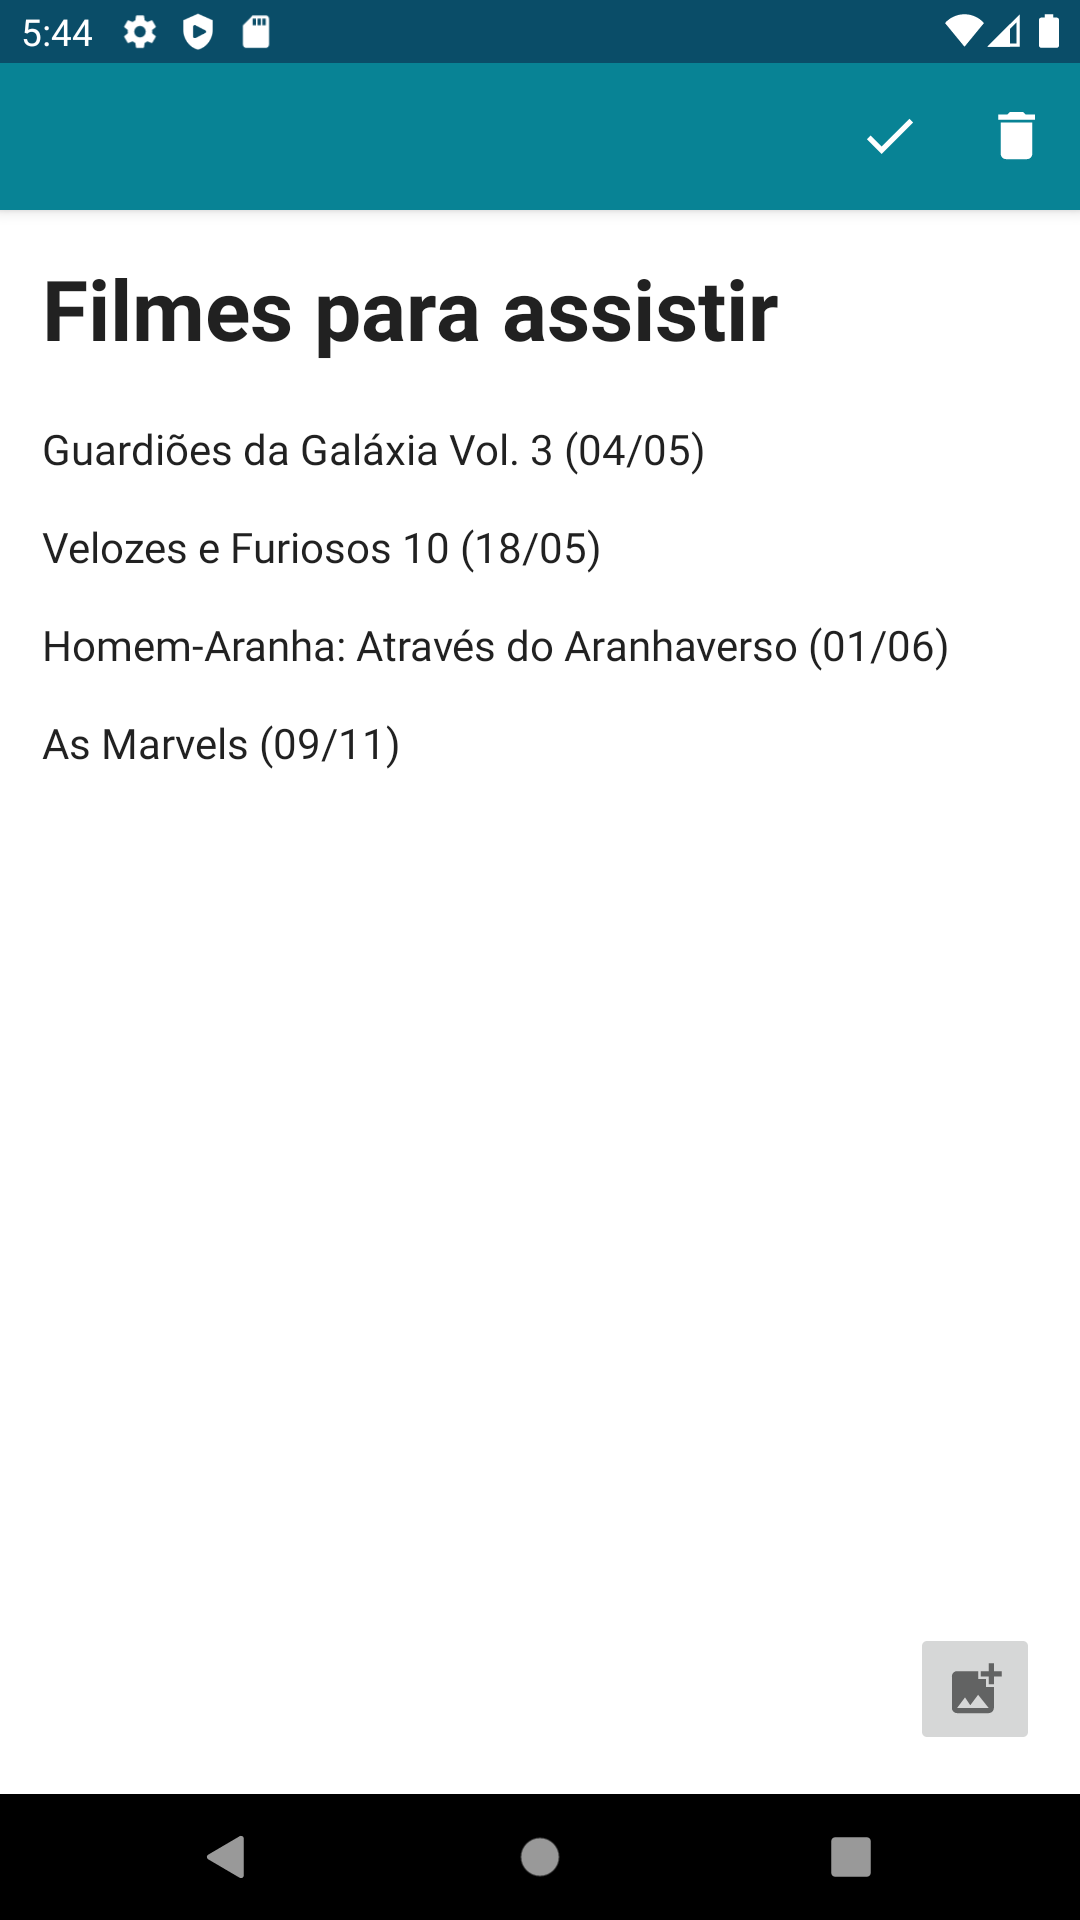 5:44
Filmes para assistir
Guardiões da Galáxia Vol. 3 (04/05)
Velozes e Furiosos 10 (18/05)
Homem-Aranha: Através do Aranhaverso (01/06)
As Marvels (09/11)